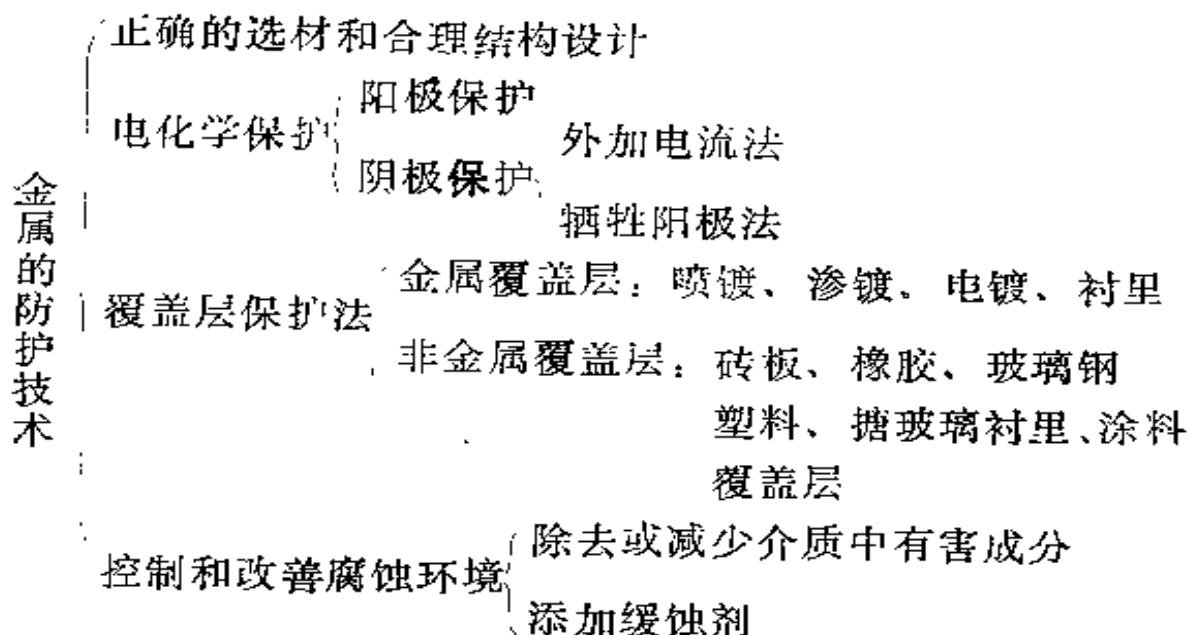 金属的防护技术
正确的选材和合理结构设计
电化学保护
阳极保护
阴极保护
外加电流法
牺牲阳极法
覆盖层保护法
金属覆盖层：喷镀、渗镀、电镀、衬里
非金属覆盖层：砖板、橡胶、玻璃钢
塑料、搪玻璃衬里、涂料
覆盖层
控制和改善腐蚀环境
除去或减少介质中有害成分
添加缓蚀剂